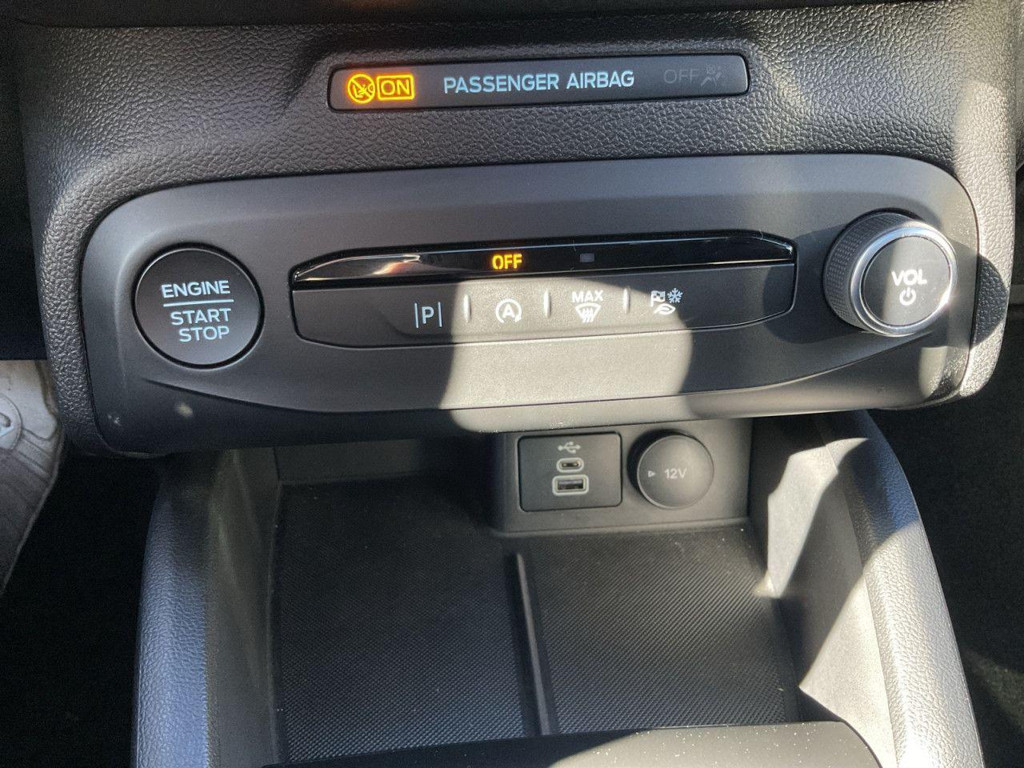 ON PASSENGER AIRBAG OFF
OFF
ENGINE
START
STOP
|P|
A
MAX
VOL
12V